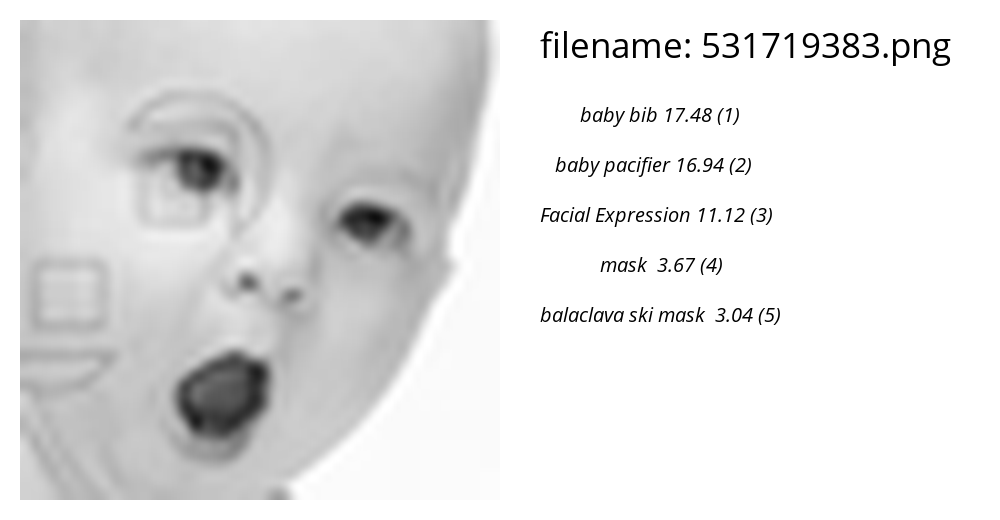 filename: 531719383.png
baby bib 17.48 (1)
baby pacifier 16.94 (2)
Facial Expression 11.12 (3)
mask  3.67 (4)
balaclava ski mask  3.04 (5)